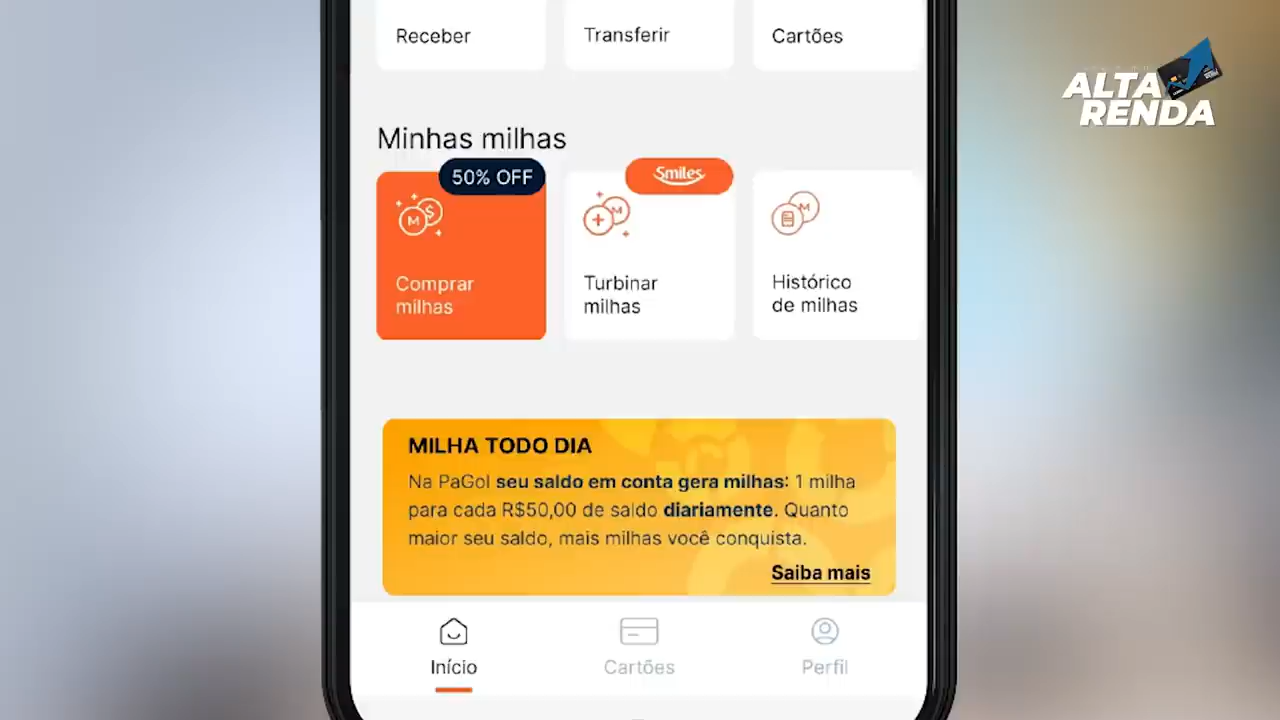 Receber
Transferir
Cartões
ALTA
RENDA
Minhas milhas
50% OFF
Smiles
M
$
M
M
Comprar
milhas
Turbinar
milhas
Histórico
de milhas
MILHA TODO DIA
Na PaGol seu saldo em conta gera milhas: 1 milha
para cada R$50,00 de saldo diariamente. Quanto
maior seu saldo, mais milhas você conquista.
Saiba mais
Início
Cartões
Perfil